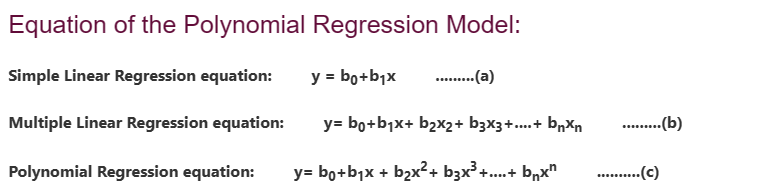 Equation of the Polynomial Regression Model:
Simple Linear Regression equation: y = b₀+b₁x .........(a)
Multiple Linear Regression equation: y= b₀+b₁x+ b₂x₂+ b₃x₃+....+ bₙxₙ .........(b)
Polynomial Regression equation: y= b₀+b₁x + b₂x²+ b₃x³+....+ bₙxⁿ ..........(c)